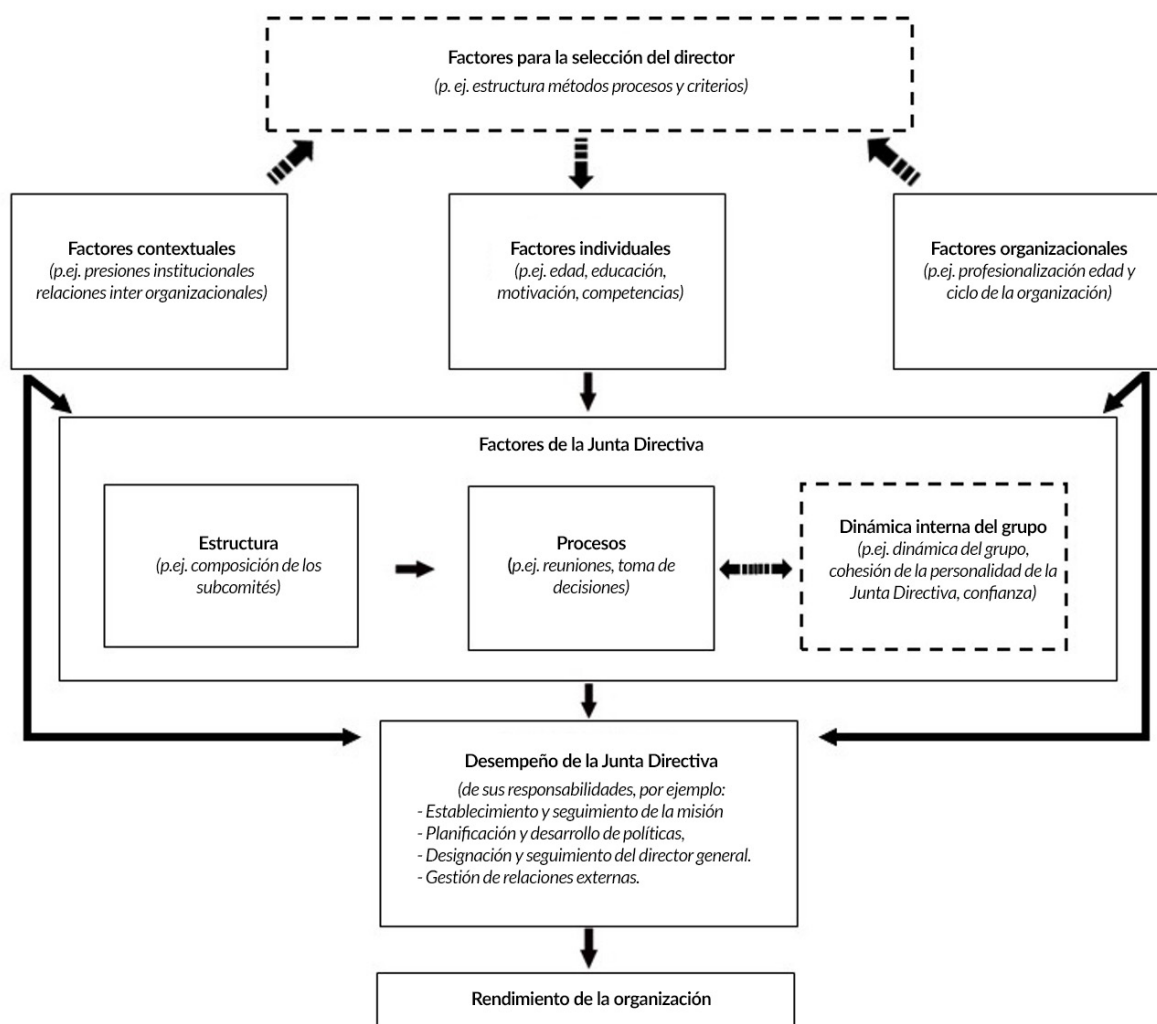 Factores para la selección del director
(p. ej. estructura métodos procesos y criterios)
Factores contextuales
(p.ej. presiones institucionales
relaciones inter organizacionales)
Factores individuales
(p.ej. edad, educación,
motivación, competencias)
Factores organizacionales
(p.ej. profesionalización edad y
ciclo de la organización)
Factores de la Junta Directiva
Estructura
(p.ej. composición de los
subcomités)
Procesos
(p.ej. reuniones, toma de
decisiones)
Dinámica interna del grupo
(p.ej. dinámica del grupo,
cohesión de la personalidad de la
Junta Directiva, confianza)
Desempeño de la Junta Directiva
(de sus responsabilidades, por ejemplo:
- Establecimiento y seguimiento de la misión
- Planificación y desarrollo de políticas,
- Designación y seguimiento del director general.
- Gestión de relaciones externas.
Rendimiento de la organización